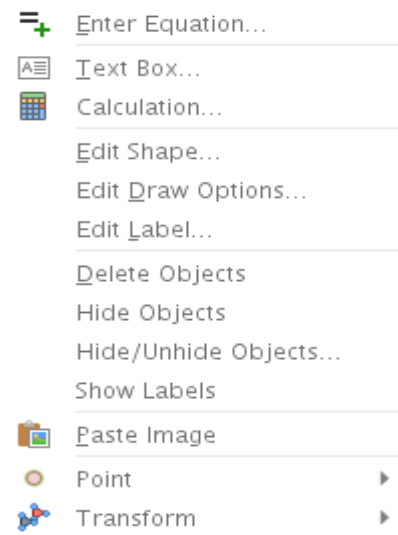 Enter Equation...
Text Box...
Calculation...
Edit Shape...
Edit Draw Options...
Edit Label...
Delete Objects
Hide Objects
Hide/Unhide Objects...
Show Labels
Paste Image
Point
Transform